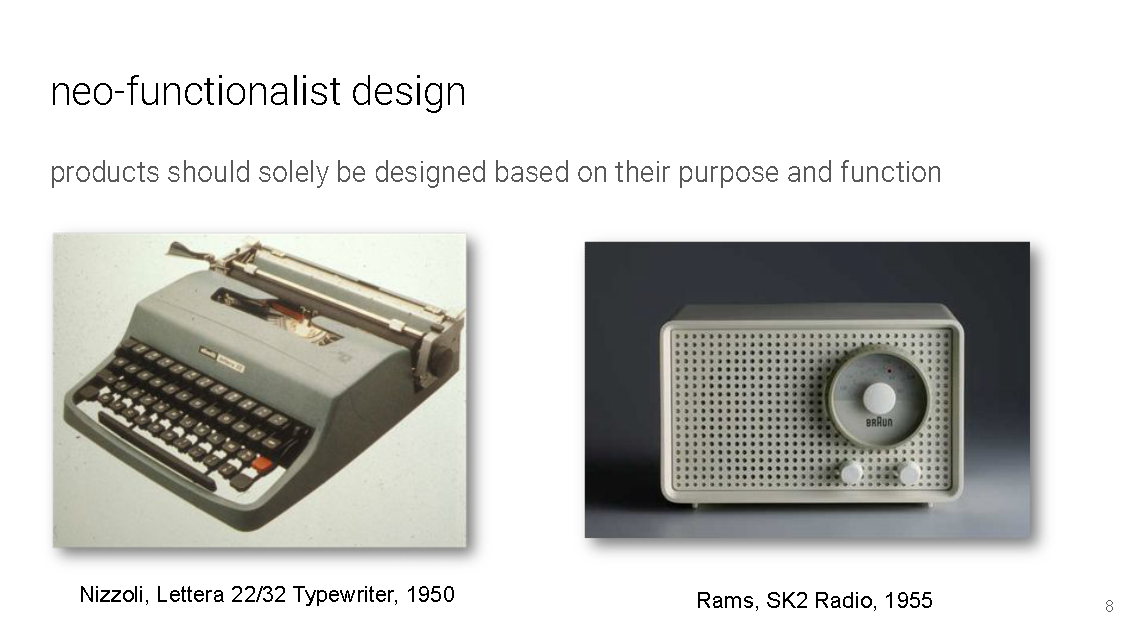 neo-functionalist design
products should solely be designed based on their purpose and function
BRAUN
Nizzoli, Lettera 22/32 Typewriter, 1950
Rams, SK2 Radio, 1955
8